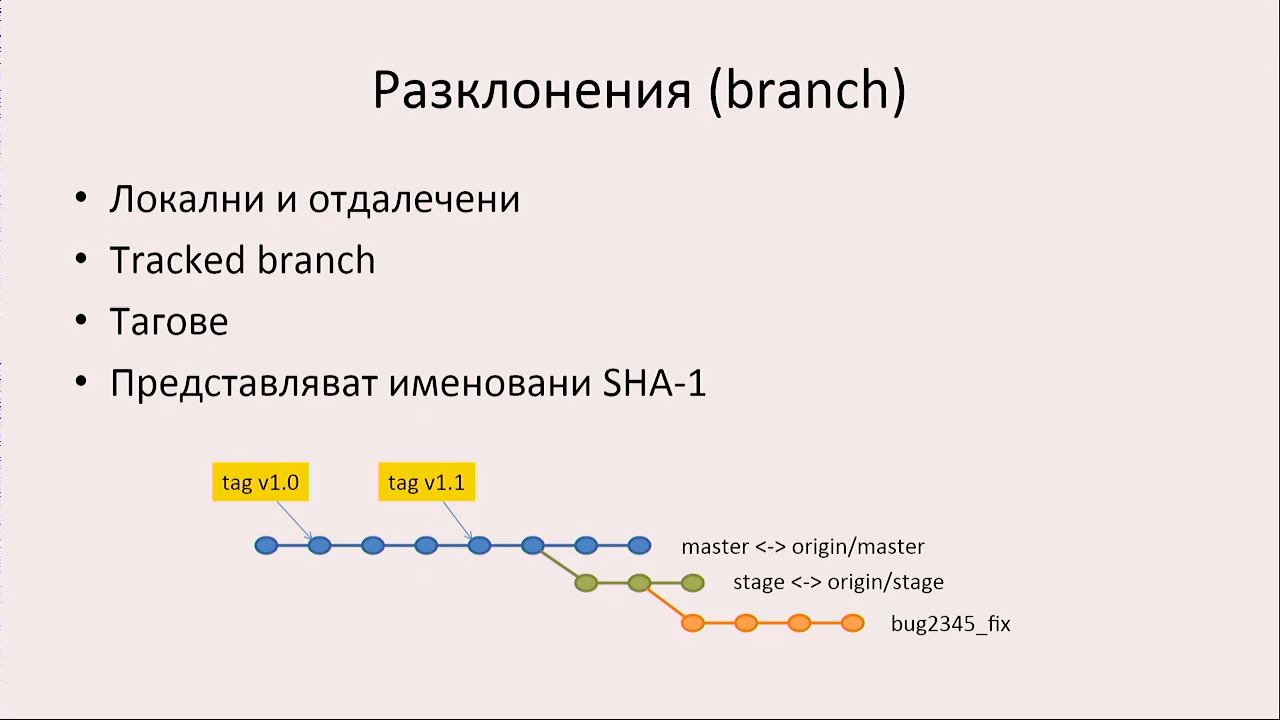 Разклонения (branch)
• Локални и отдалечени
• Tracked branch
• Тагове
• Представляват именовани SHA-1
tag v1.0
tag v1.1
master <-> origin/master
stage <-> origin/stage
bug2345_fix